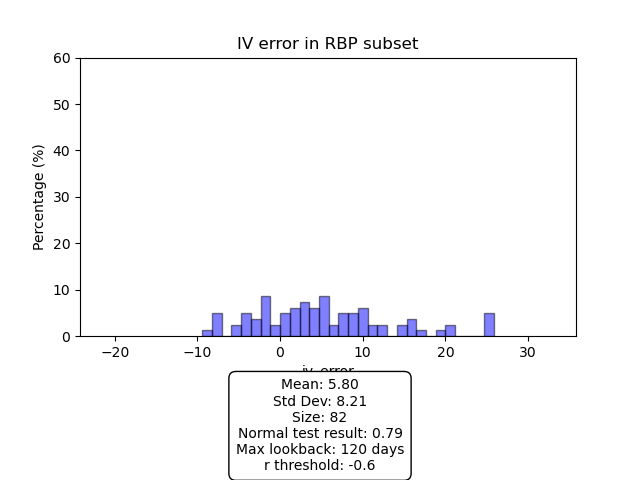 IV error in RBP subset
60
50
40
30
20
10
0
Percentage (%)
−20 −10 0 10 20 30
iv_error
Mean: 5.80
Std Dev: 8.21
Size: 82
Normal test result: 0.79
Max lookback: 120 days
r threshold: -0.6